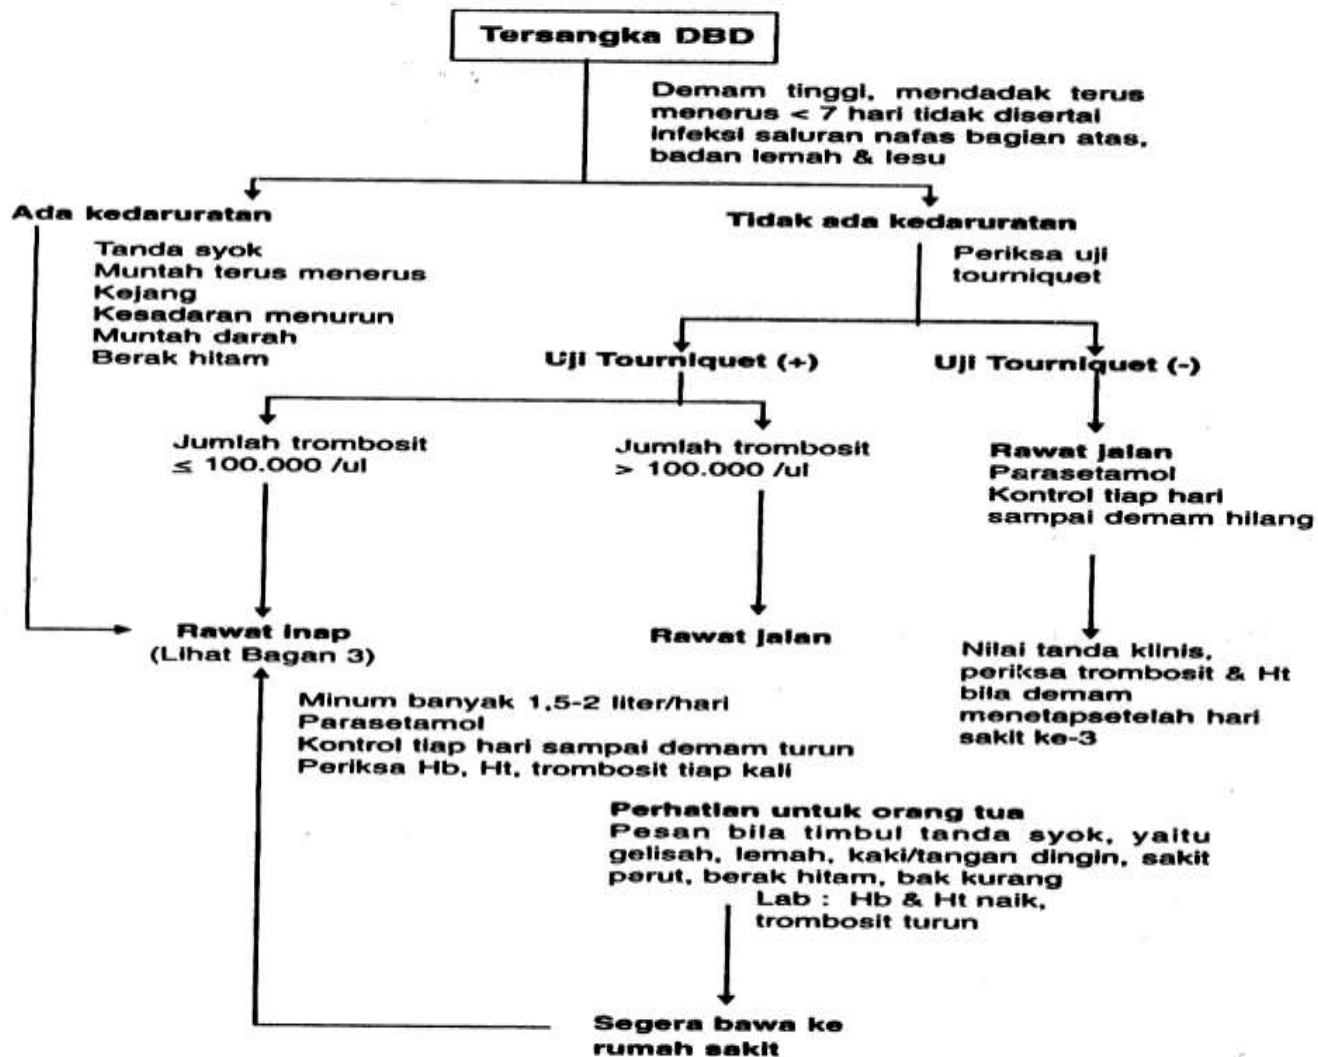 Tersangka DBD
Demam tinggi, mendadak terus
menerus < 7 hari tidak disertai
infeksi saluran nafas bagian atas,
badan lemah & lesu
Ada kedaruratan
Tanda syok
Muntah terus menerus
Kejang
Kesadaran menurun
Muntah darah
Berak hitam
Tidak ada kedaruratan
Periksa uji
tourniquet
Uji Tourniquet (+)
Uji Tourniquet (-)
Jumlah trombosit
≤ 100.000 /ul
Jumlah trombosit
> 100.000 /ul
Rawat jalan
Parasetamol
Kontrol tiap hari
sampai demam hilang
Rawat inap
(Lihat Bagan 3)
Rawat jalan
Nilai tanda klinis,
periksa trombosit & Ht
bila demam
menetapsetelah hari
sakit ke-3
Minum banyak 1,5-2 liter/hari
Parasetamol
Kontrol tiap hari sampai demam turun
Periksa Hb, Ht, trombosit tiap kali
Perhatian untuk orang tua
Pesan bila timbul tanda syok, yaitu
gelisah, lemah, kaki/tangan dingin, sakit
perut, berak hitam, bak kurang
Lab : Hb & Ht naik,
trombosit turun
Segera bawa ke
rumah sakit